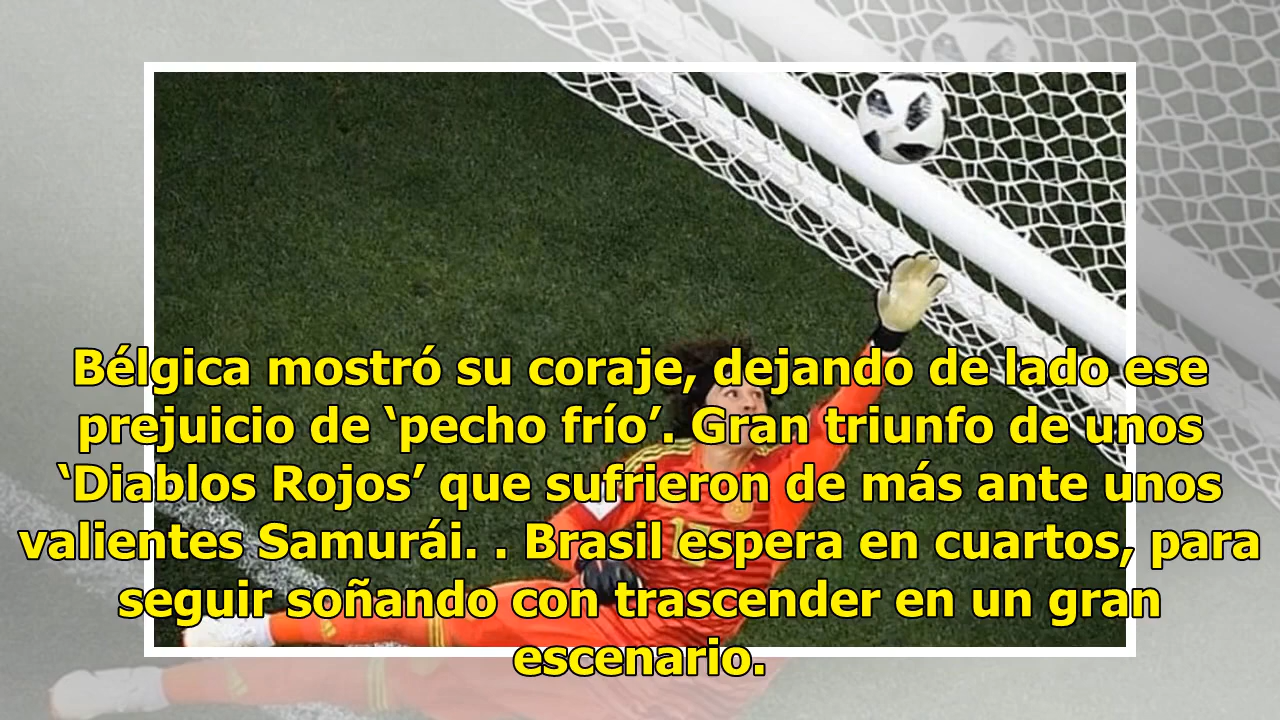 Bélgica mostró su coraje, dejando de lado ese
prejuicio de ‘pecho frío’. Gran triunfo de unos
‘Diablos Rojos’ que sufrieron de más ante unos
valientes Samurái. . Brasil espera en cuartos, para
seguir soñando con trascender en un gran
escenario.